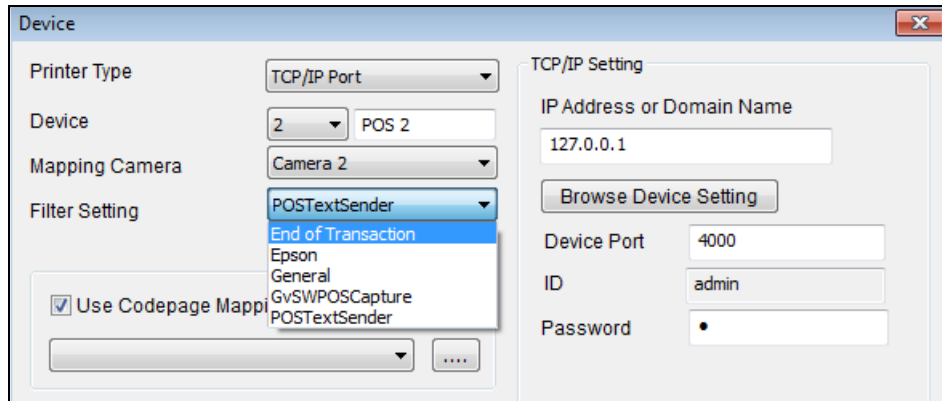 Device
Printer Type
TCP/IP Port
Device
2
POS 2
Mapping Camera
Camera 2
Filter Setting
POSTextSender
End of Transaction
Epson
General
GvSWPOSCapture
POSTextSender
Use Codepage Mappi
....
TCP/IP Setting
IP Address or Domain Name
127.0.0.1
Browse Device Setting
Device Port
4000
ID
admin
Password
•